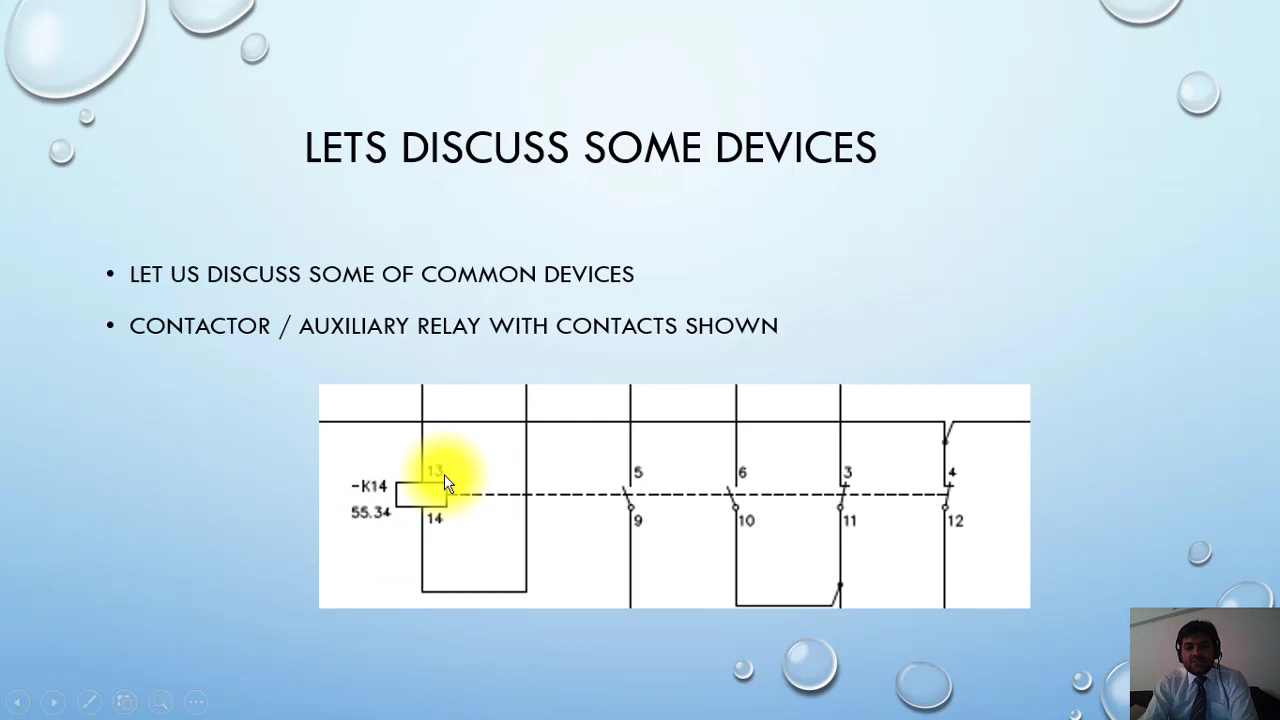 LETS DISCUSS SOME DEVICES
• LET US DISCUSS SOME OF COMMON DEVICES
• CONTACTOR / AUXILIARY RELAY WITH CONTACTS SHOWN
13 5 6 3 4
-K14
55.34
14 9 10 11 12